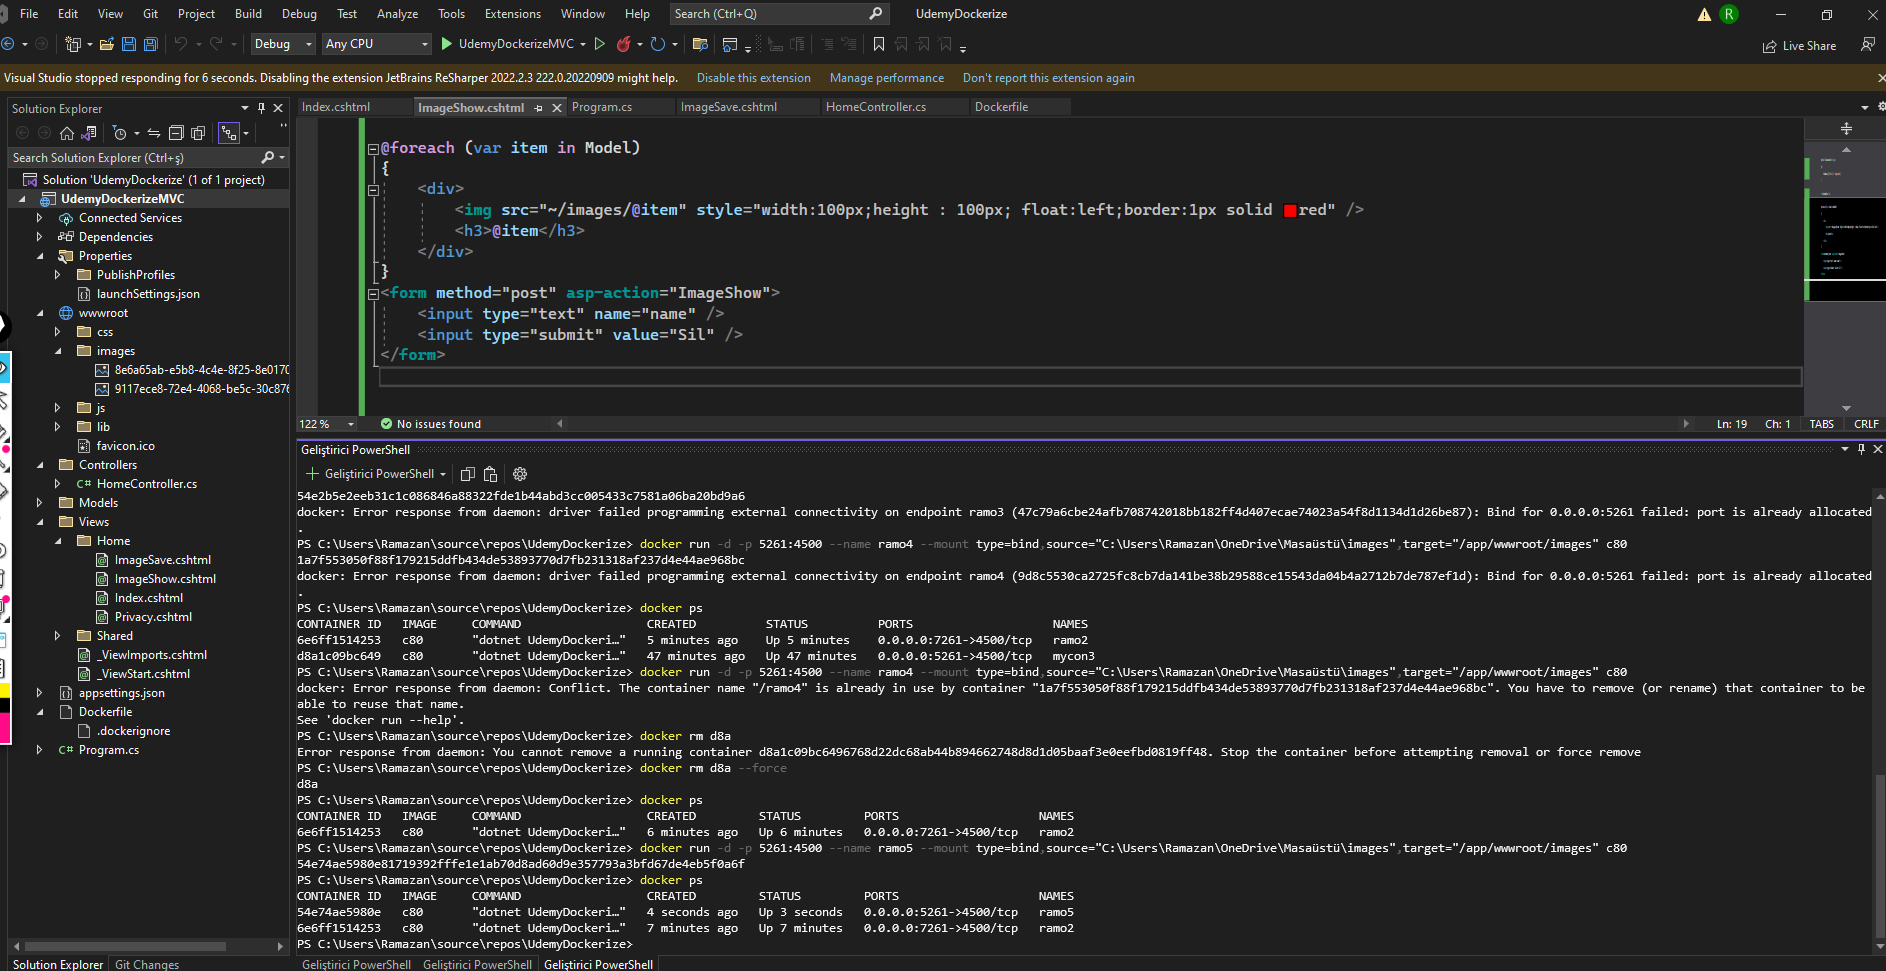 File Edit View Git Project Build Debug Test Analyze Tools Extensions Window Help Search (Ctrl+Q) UdemyDockerize R
Debug Any CPU UdemyDockerizeMVC Live Share
Visual Studio stopped responding for 6 seconds. Disabling the extension JetBrains ReSharper 2022.2.3 222.0.20220909 might help. Disable this extension Manage performance Don't report this extension again
Solution Explorer
Search Solution Explorer (Ctrl+ş)
Solution 'UdemyDockerize' (1 of 1 project)
UdemyDockerizeMVC
Connected Services
Dependencies
Properties
PublishProfiles
launchSettings.json
wwwroot
css
images
8e6a65ab-e5b8-4c4e-8f25-8e0170
9117ece8-72e4-4068-be5c-30c876
js
lib
favicon.ico
Controllers
C# HomeController.cs
Models
Views
Home
ImageSave.cshtml
ImageShow.cshtml
Index.cshtml
Privacy.cshtml
Shared
_ViewImports.cshtml
_ViewStart.cshtml
appsettings.json
Dockerfile
.dockerignore
C# Program.cs
Solution Explorer Git Changes
Index.cshtml ImageShow.cshtml Program.cs ImageSave.cshtml HomeController.cs Dockerfile
@foreach (var item in Model)
{
<div>
<img src="~/images/@item" style="width:100px;height : 100px; float:left;border:1px solid red" />
<h3>@item</h3>
</div>
}
<form method="post" asp-action="ImageShow">
<input type="text" name="name" />
<input type="submit" value="Sil" />
</form>
122 % No issues found Ln: 19 Ch: 1 TABS CRLF
Geliştirici PowerShell
Geliştirici PowerShell
54e2b5e2eeb31c1c086846a88322fde1b44abd3cc005433c7581a06ba20bd9a6
docker: Error response from daemon: driver failed programming external connectivity on endpoint ramo3 (47c79a6cbe24afb708742018bb182ff4d407ecae74023a54f8d1134d1d26be87): Bind for 0.0.0.0:5261 failed: port is already allocated
.
PS C:\Users\Ramazan\source\repos\UdemyDockerize> docker run -d -p 5261:4500 --name ramo4 --mount type=bind,source="C:\Users\Ramazan\OneDrive\Masaüstü\images",target="/app/wwwroot/images" c80
1a7f553050f88f179215ddfb434de53893770d7fb231318af237d4e44ae968bc
docker: Error response from daemon: driver failed programming external connectivity on endpoint ramo4 (9d8c5530ca2725fc8cb7da141be38b29588ce15543da04b4a2712b7de787ef1d): Bind for 0.0.0.0:5261 failed: port is already allocated
.
PS C:\Users\Ramazan\source\repos\UdemyDockerize> docker ps
CONTAINER ID IMAGE COMMAND CREATED STATUS PORTS NAMES
6e6ff1514253 c80 "dotnet UdemyDockeri…" 5 minutes ago Up 5 minutes 0.0.0.0:7261->4500/tcp ramo2
d8a1c09bc649 c80 "dotnet UdemyDockeri…" 47 minutes ago Up 47 minutes 0.0.0.0:5261->4500/tcp mycon3
PS C:\Users\Ramazan\source\repos\UdemyDockerize> docker run -d -p 5261:4500 --name ramo4 --mount type=bind,source="C:\Users\Ramazan\OneDrive\Masaüstü\images",target="/app/wwwroot/images" c80
docker: Error response from daemon: Conflict. The container name "/ramo4" is already in use by container "1a7f553050f88f179215ddfb434de53893770d7fb231318af237d4e44ae968bc". You have to remove (or rename) that container to be
able to reuse that name.
See 'docker run --help'.
PS C:\Users\Ramazan\source\repos\UdemyDockerize> docker rm d8a
Error response from daemon: You cannot remove a running container d8a1c09bc6496768d22dc68ab44b894662748d8d1d05baaf3e0eefbd0819ff48. Stop the container before attempting removal or force remove
PS C:\Users\Ramazan\source\repos\UdemyDockerize> docker rm d8a --force
d8a
PS C:\Users\Ramazan\source\repos\UdemyDockerize> docker ps
CONTAINER ID IMAGE COMMAND CREATED STATUS PORTS NAMES
6e6ff1514253 c80 "dotnet UdemyDockeri…" 6 minutes ago Up 6 minutes 0.0.0.0:7261->4500/tcp ramo2
PS C:\Users\Ramazan\source\repos\UdemyDockerize> docker run -d -p 5261:4500 --name ramo5 --mount type=bind,source="C:\Users\Ramazan\OneDrive\Masaüstü\images",target="/app/wwwroot/images" c80
54e74ae5980e81719392fffe1e1ab70d8ad60d9e357793a3bfd67de4eb5f0a6f
PS C:\Users\Ramazan\source\repos\UdemyDockerize> docker ps
CONTAINER ID IMAGE COMMAND CREATED STATUS PORTS NAMES
54e74ae5980e c80 "dotnet UdemyDockeri…" 4 seconds ago Up 3 seconds 0.0.0.0:5261->4500/tcp ramo5
6e6ff1514253 c80 "dotnet UdemyDockeri…" 7 minutes ago Up 7 minutes 0.0.0.0:7261->4500/tcp ramo2
PS C:\Users\Ramazan\source\repos\UdemyDockerize>
Geliştirici PowerShell Geliştirici PowerShell Geliştirici PowerShell